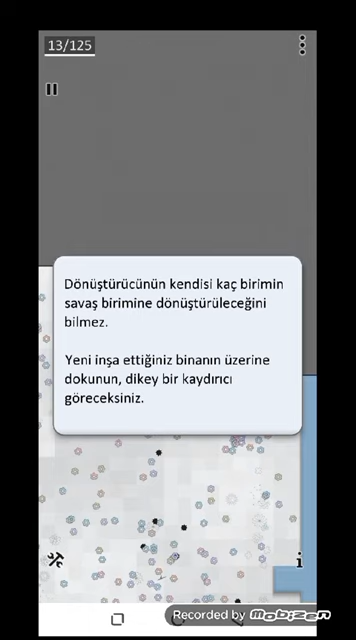 13/125
Dönüştürücünün kendisi kaç birimin
savaş birimine dönüştürüleceğini
bilmez.
Yeni inşa ettiğiniz binanın üzerine
dokunun, dikey bir kaydırıcı
göreceksiniz.
i
Recorded by mobizen